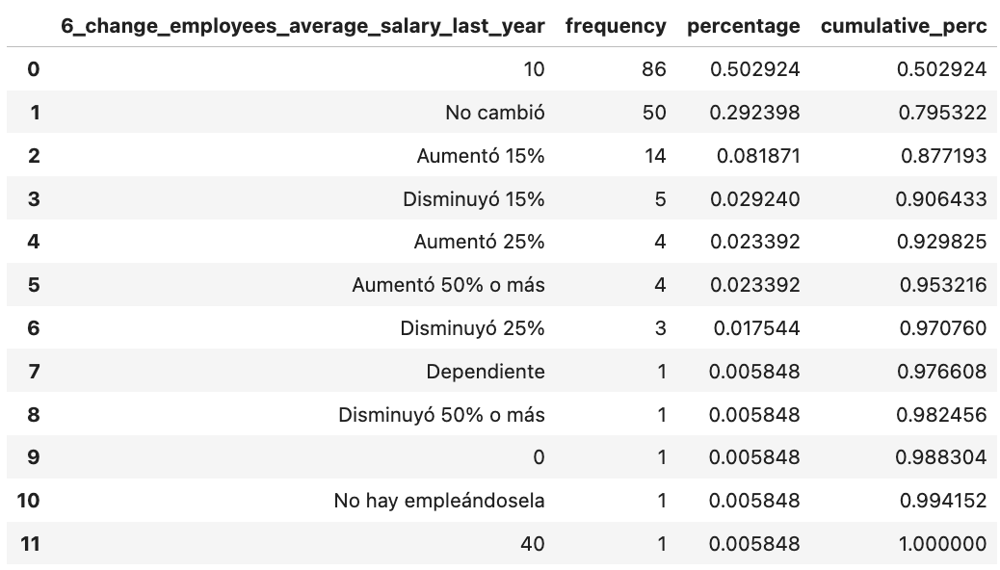 6_change_employees_average_salary_last_year frequency percentage cumulative_perc
0 10 86 0.502924 0.502924
1 No cambió 50 0.292398 0.795322
2 Aumentó 15% 14 0.081871 0.877193
3 Disminuyó 15% 5 0.029240 0.906433
4 Aumentó 25% 4 0.023392 0.929825
5 Aumentó 50% o más 4 0.023392 0.953216
6 Disminuyó 25% 3 0.017544 0.970760
7 Dependiente 1 0.005848 0.976608
8 Disminuyó 50% o más 1 0.005848 0.982456
9 0 1 0.005848 0.988304
10 No hay empleándosela 1 0.005848 0.994152
11 40 1 0.005848 1.000000